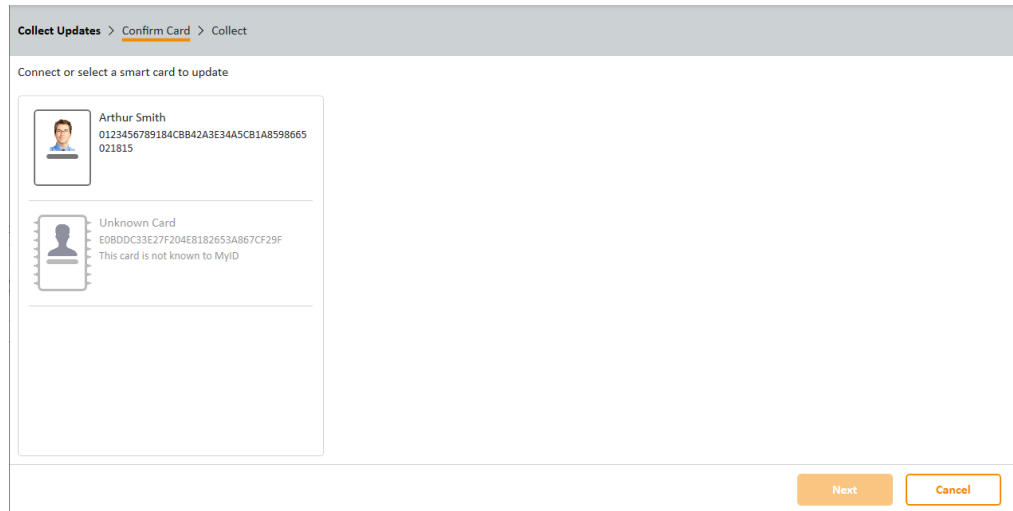 Collect Updates > Confirm Card > Collect
Connect or select a smart card to update
Arthur Smith
0123456789184CBB42A3E34A5CB1A8598665
021815
Unknown Card
E0BDDC33E27F204E8182653A867CF29F
This card is not known to MyID
Next
Cancel